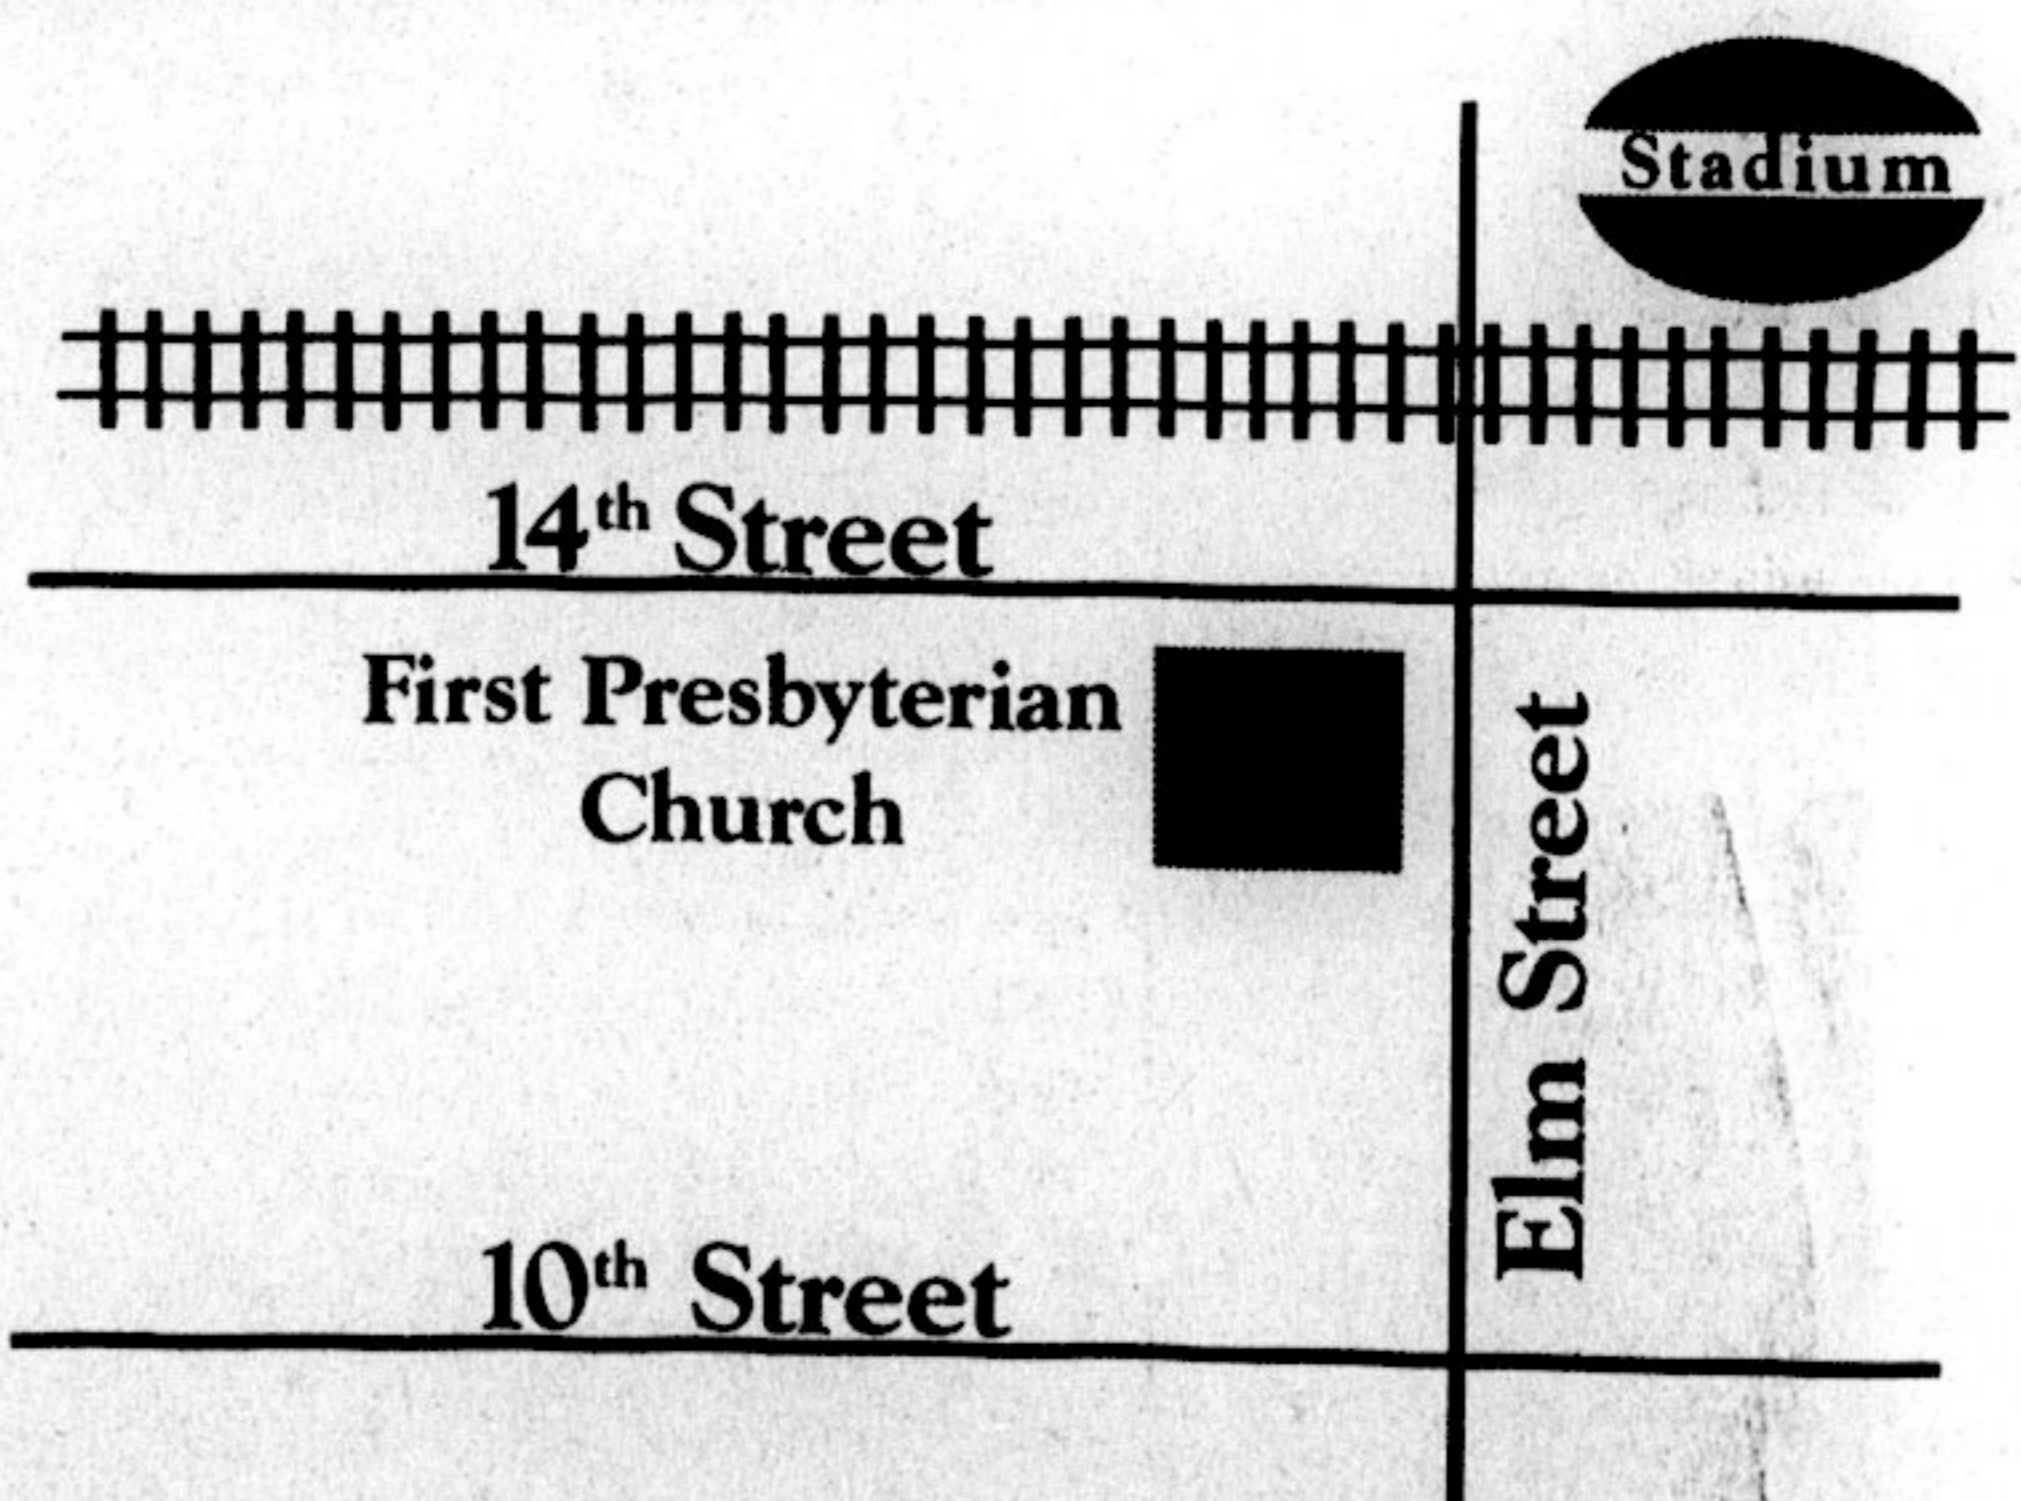 Stadium
14th Street
First Presbyterian
Church
Elm Street
10th Street